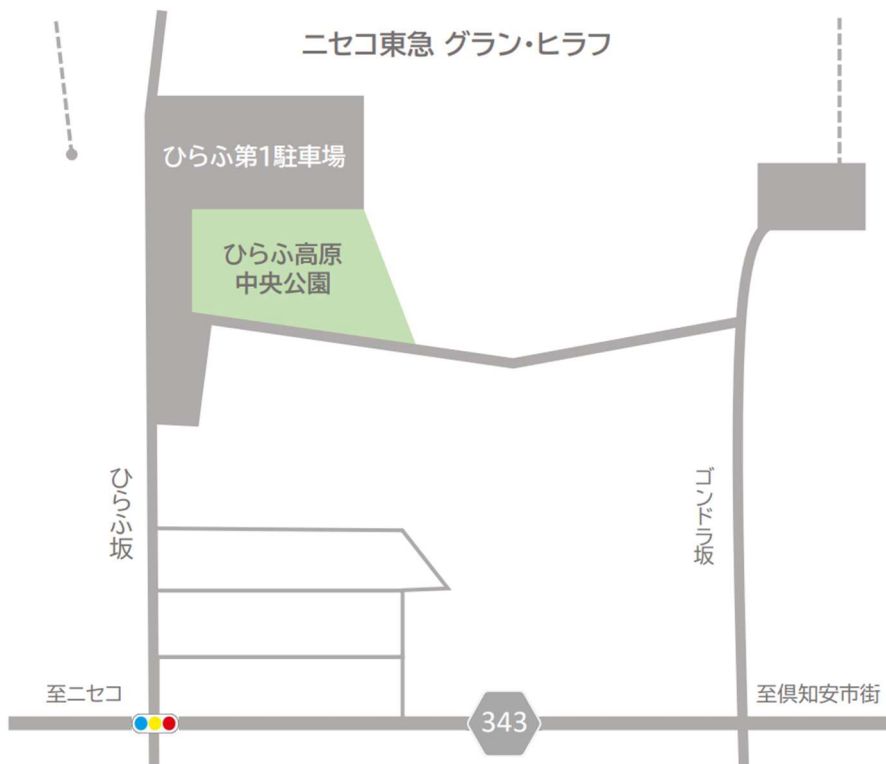 ニセコ東急 グラン・ヒラフ
ひらふ第1駐車場
ひらふ高原
中央公園
ひらふ坂
ゴンドラ坂
至ニセコ
343
至倶知安市街